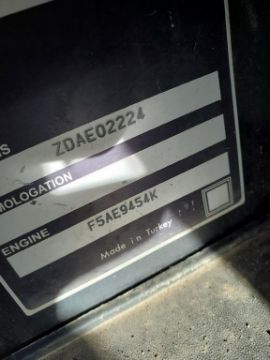 ZDAE02224
MOLOGATION
ENGINE F5AE9454K
Made in Turkey